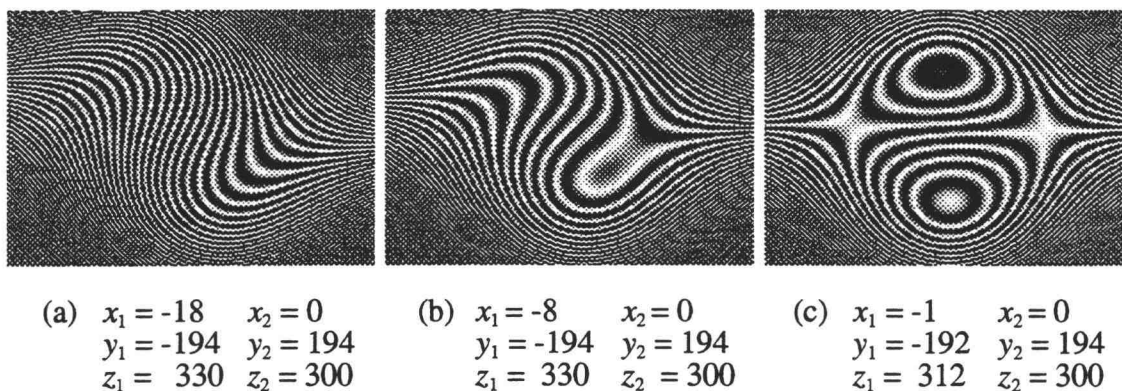 (a) x₁ = -18 x₂ = 0 (b) x₁ = -8 x₂ = 0 (c) x₁ = -1 x₂ = 0
y₁ = -194 y₂ = 194 y₁ = -194 y₂ = 194 y₁ = -192 y₂ = 194
z₁ = 330 z₂ = 300 z₁ = 330 z₂ = 300 z₁ = 312 z₂ = 300